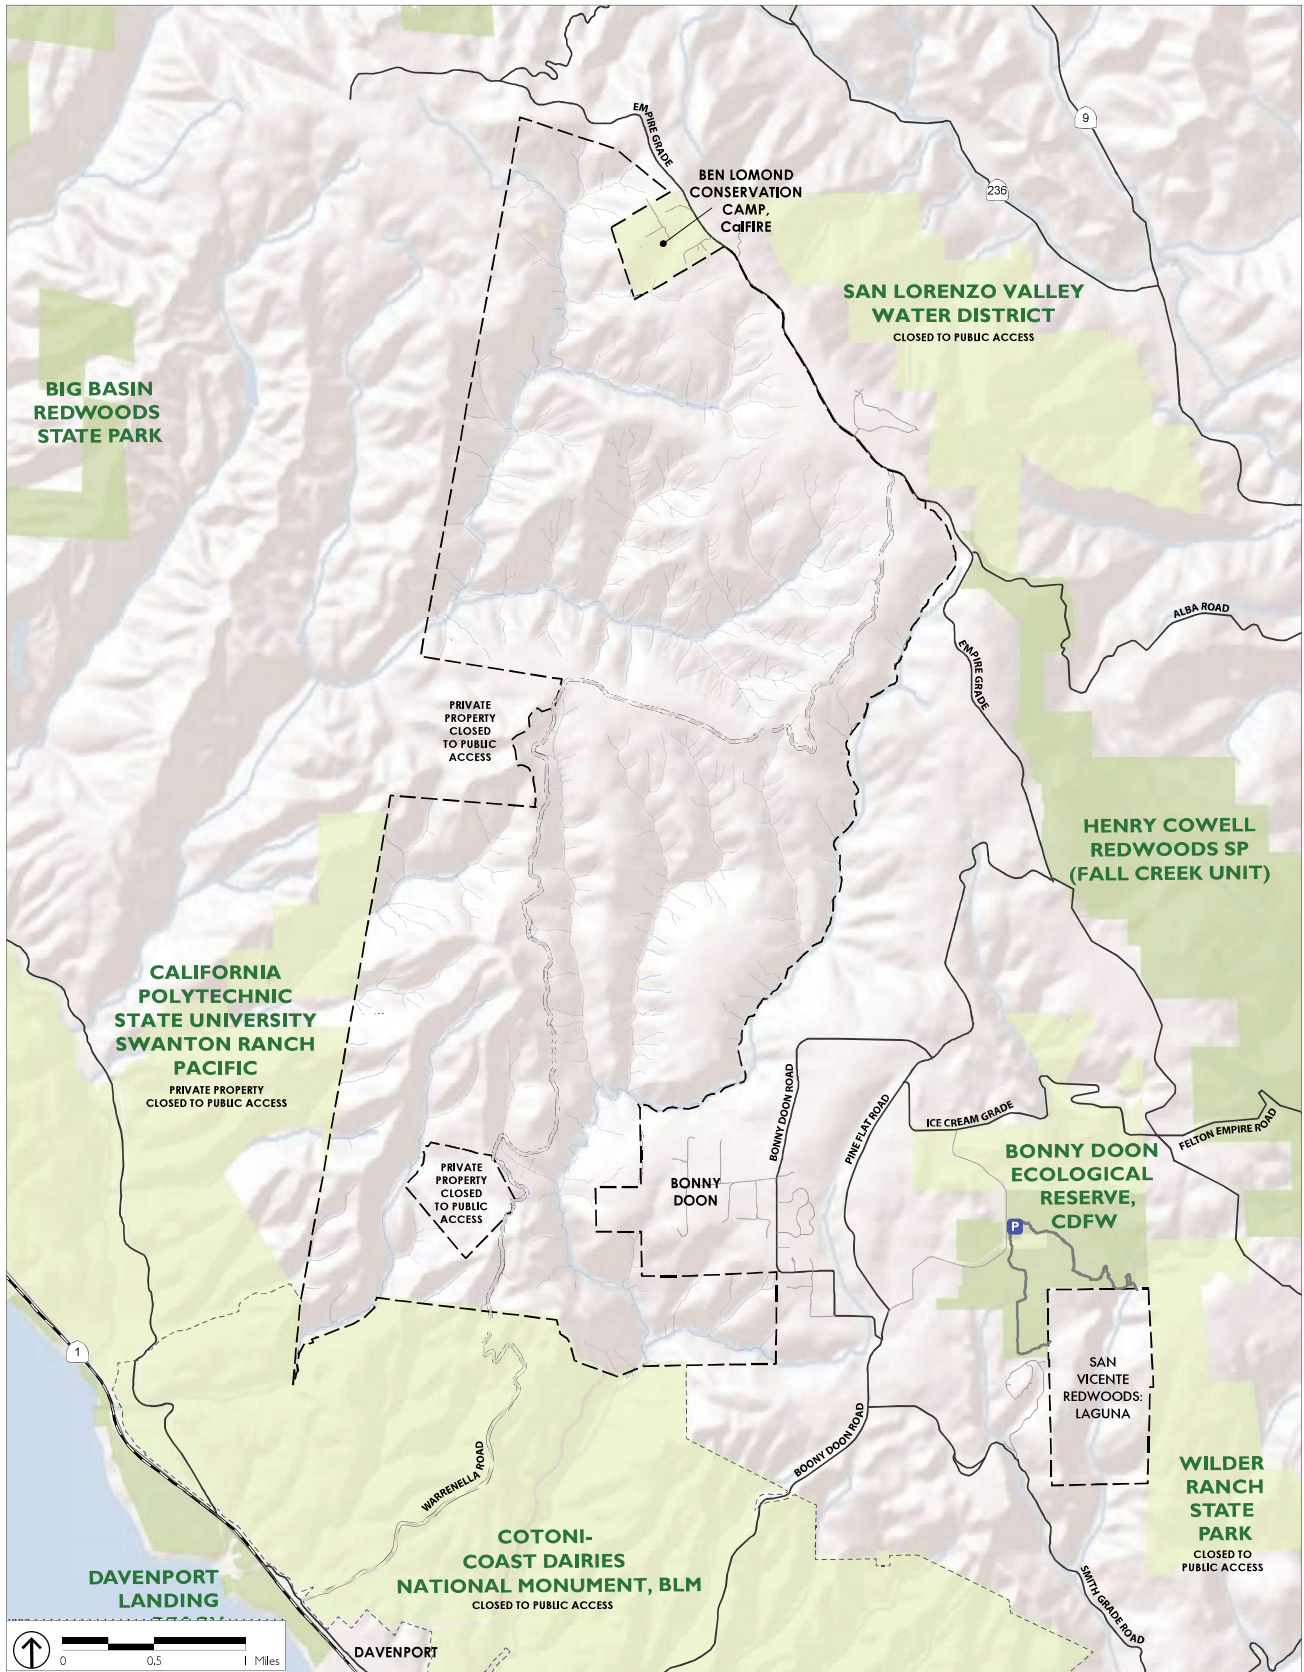 EMPIRE GRADE
9
BEN LOMOND
CONSERVATION
CAMP,
CalFIRE
236
SAN LORENZO VALLEY
WATER DISTRICT
CLOSED TO PUBLIC ACCESS
BIG BASIN
REDWOODS
STATE PARK
ALBA ROAD
EMPIRE GRADE
PRIVATE
PROPERTY
CLOSED
TO PUBLIC
ACCESS
HENRY COWELL
REDWOODS SP
(FALL CREEK UNIT)
CALIFORNIA
POLYTECHNIC
STATE UNIVERSITY
SWANTON RANCH
PACIFIC
PRIVATE PROPERTY
CLOSED TO PUBLIC ACCESS
BONNY DOON ROAD
PINE FLAT ROAD
ICE CREAM GRADE
FELTON EMPIRE ROAD
PRIVATE
PROPERTY
CLOSED
TO PUBLIC
ACCESS
BONNY
DOON
BONNY DOON
ECOLOGICAL
RESERVE,
CDFW
P
1
SAN
VICENTE
REDWOODS:
LAGUNA
WARRENELLA ROAD
BOONY DOON ROAD
WILDER
RANCH
STATE
PARK
CLOSED TO
PUBLIC ACCESS
COTONI-
COAST DAIRIES
NATIONAL MONUMENT, BLM
CLOSED TO PUBLIC ACCESS
DAVENPORT
LANDING
SMITH GRADE ROAD
DAVENPORT
0 0.5 1 Miles